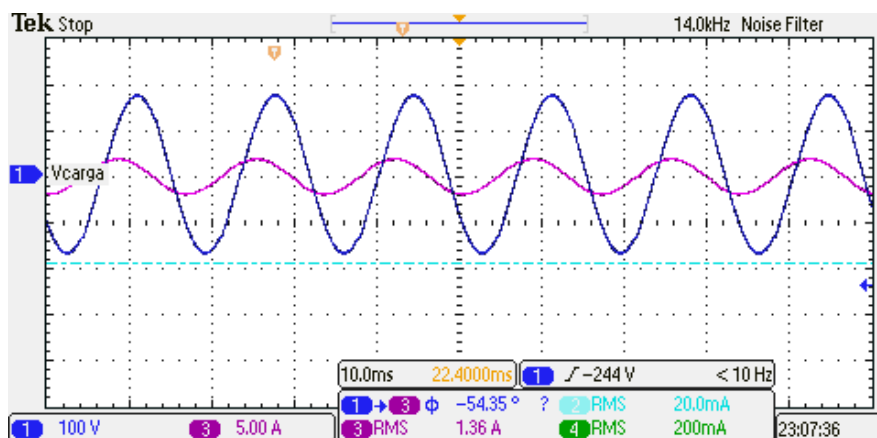 Tek Stop 14.0kHz Noise Filter
T T
1 Vcarga
10.0ms 22.4000ms 1 -244 V < 10 Hz
1 → 3 ϕ -54.35 ° ? 2 RMS 20.0mA
1 100 V 3 5.00 A 3 RMS 1.36 A 4 RMS 200mA 23:07:36